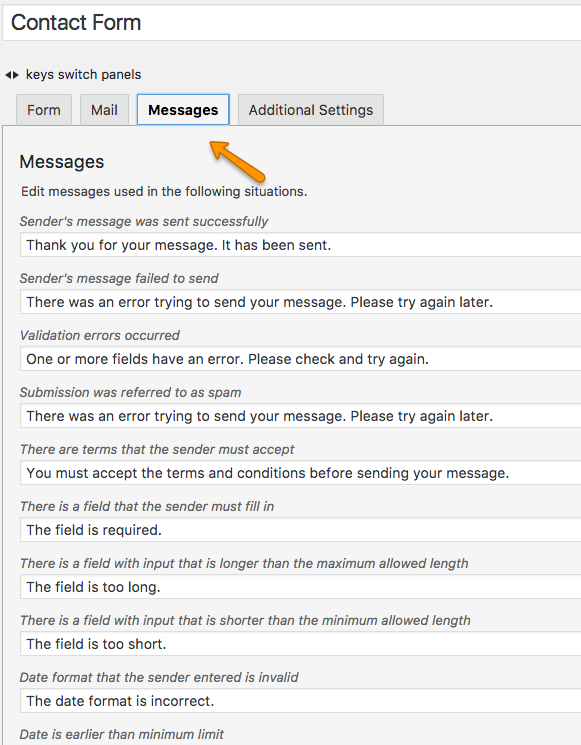 Contact Form
keys switch panels
Form Mail Messages Additional Settings
Messages
Edit messages used in the following situations.
Sender's message was sent successfully
Thank you for your message. It has been sent.
Sender's message failed to send
There was an error trying to send your message. Please try again later.
Validation errors occurred
One or more fields have an error. Please check and try again.
Submission was referred to as spam
There was an error trying to send your message. Please try again later.
There are terms that the sender must accept
You must accept the terms and conditions before sending your message.
There is a field that the sender must fill in
The field is required.
There is a field with input that is longer than the maximum allowed length
The field is too long.
There is a field with input that is shorter than the minimum allowed length
The field is too short.
Date format that the sender entered is invalid
The date format is incorrect.
Date is earlier than minimum limit